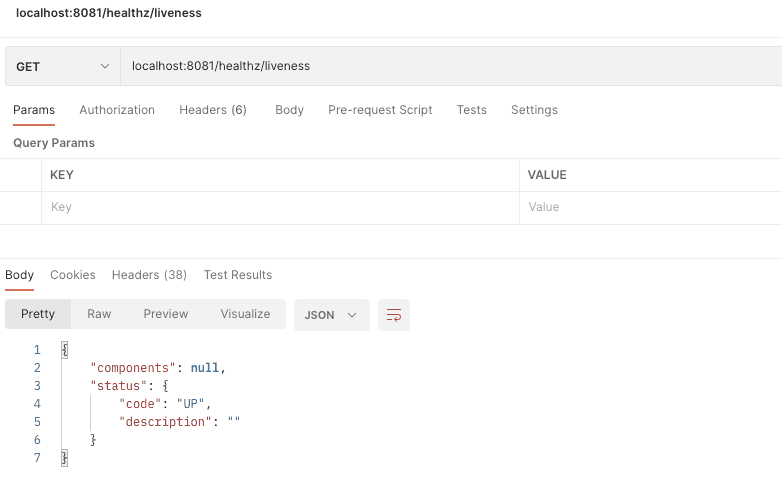 localhost:8081/healthz/liveness
GET localhost:8081/healthz/liveness
Params Authorization Headers (6) Body Pre-request Script Tests Settings
Query Params
KEY VALUE
Key Value
Body Cookies Headers (38) Test Results
Pretty Raw Preview Visualize JSON
1 {
2 "components": null,
3 "status": {
4 "code": "UP",
5 "description": ""
6 }
7 }